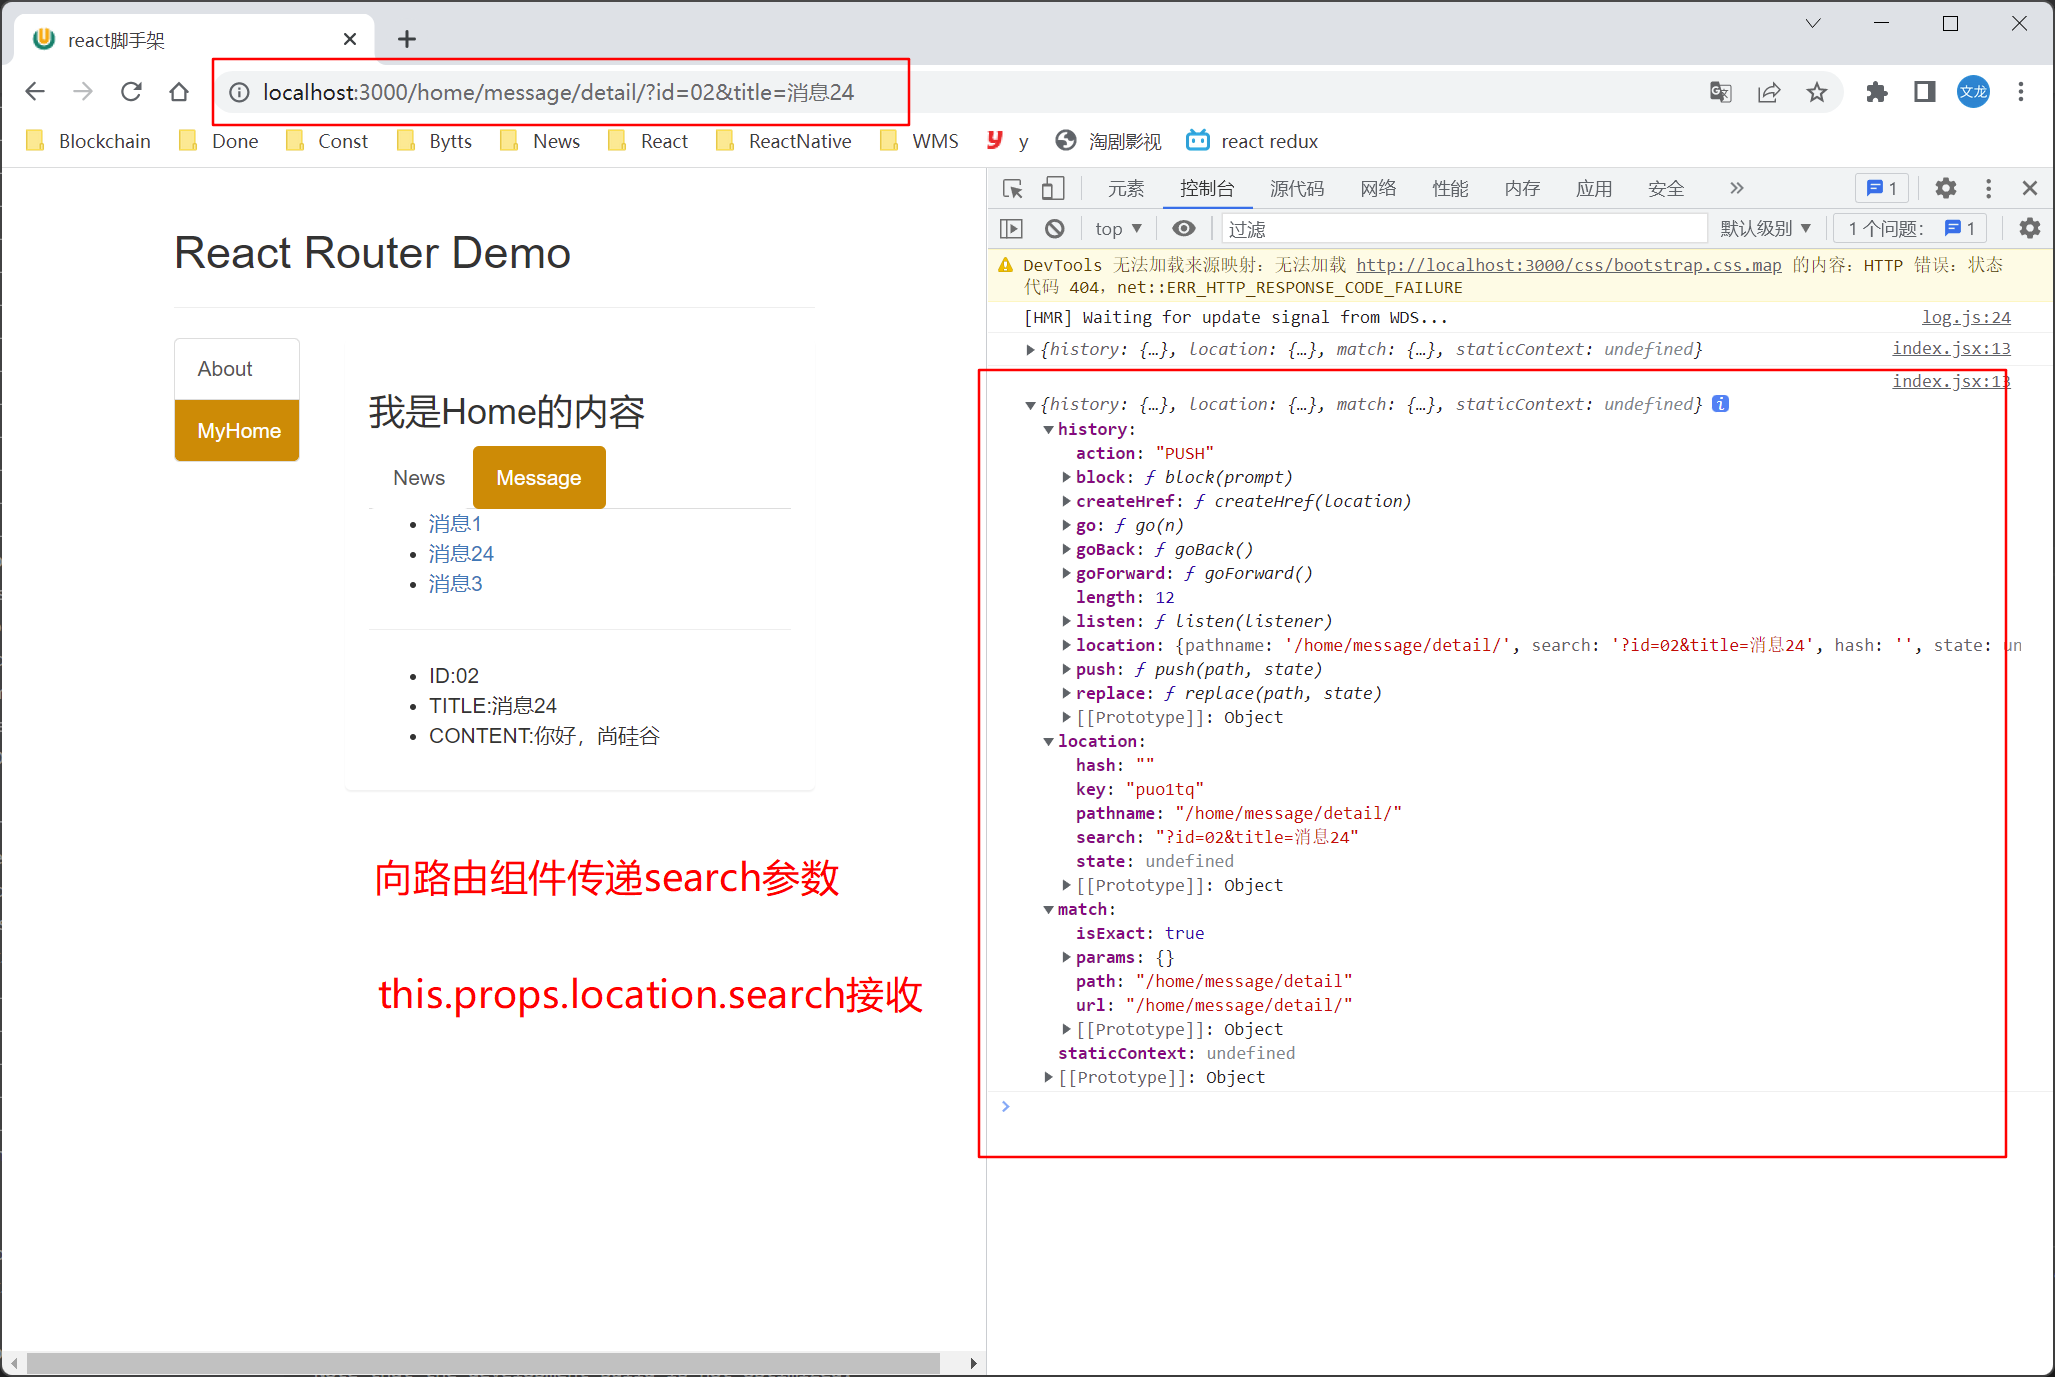 react脚手架
localhost:3000/home/message/detail/?id=02&title=消息24
文龙
Blockchain Done Const Bytts News React ReactNative WMS y 淘剧影视 react redux
React Router Demo
About
MyHome
我是Home的内容
News Message
消息1
消息24
消息3
ID:02
TITLE:消息24
CONTENT:你好，尚硅谷
向路由组件传递search参数
this.props.location.search接收
元素 控制台 源代码 网络 性能 内存 应用 安全 » 1
top ▼ 过滤 默认级别 ▼ 1 个问题： 1
DevTools 无法加载来源映射：无法加载 http://localhost:3000/css/bootstrap.css.map 的内容：HTTP 错误：状态
代码 404，net::ERR_HTTP_RESPONSE_CODE_FAILURE
[HMR] Waiting for update signal from WDS... log.js:24
▶{history: {…}, location: {…}, match: {…}, staticContext: undefined} index.jsx:13
index.jsx:13
▼{history: {…}, location: {…}, match: {…}, staticContext: undefined} i
▼history:
action: "PUSH"
▶block: ƒ block(prompt)
▶createHref: ƒ createHref(location)
▶go: ƒ go(n)
▶goBack: ƒ goBack()
▶goForward: ƒ goForward()
length: 12
▶listen: ƒ listen(listener)
▶location: {pathname: '/home/message/detail/', search: '?id=02&title=消息24', hash: '', state: un
▶push: ƒ push(path, state)
▶replace: ƒ replace(path, state)
▶[[Prototype]]: Object
▼location:
hash: ""
key: "puo1tq"
pathname: "/home/message/detail/"
search: "?id=02&title=消息24"
state: undefined
▶[[Prototype]]: Object
▼match:
isExact: true
▶params: {}
path: "/home/message/detail"
url: "/home/message/detail/"
▶[[Prototype]]: Object
staticContext: undefined
▶[[Prototype]]: Object